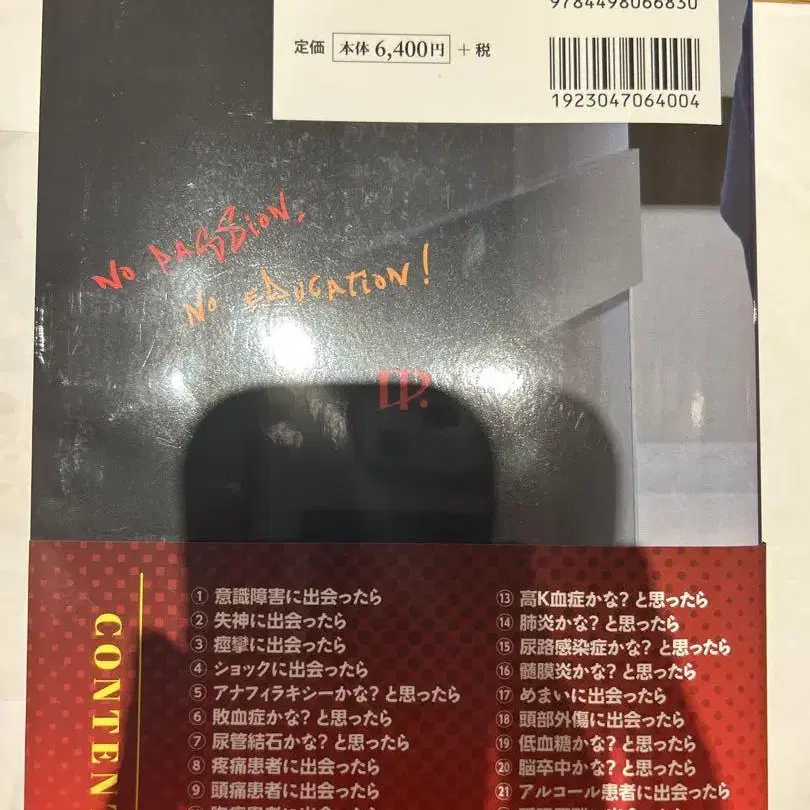 9784498066830
定価 本体 6,400円 + 税
1923047064004
NO PASSION,
NO EDUCATION!
CONTEN
① 意識障害に出会ったら
② 失神に出会ったら
③ 痙攣に出会ったら
④ ショックに出会ったら
⑤ アナフィラキシーかな? と思ったら
⑥ 敗血症かな? と思ったら
⑦ 尿管結石かな? と思ったら
⑧ 疼痛患者に出会ったら
⑨ 頭痛患者に出会ったら
⑬ 高K血症かな? と思ったら
⑭ 肺炎かな? と思ったら
⑮ 尿路感染症かな? と思ったら
⑯ 髄膜炎かな? と思ったら
⑰ めまいに出会ったら
⑱ 頭部外傷に出会ったら
⑲ 低血糖かな? と思ったら
⑳ 脳卒中かな? と思ったら
㉑ アルコール患者に出会ったら